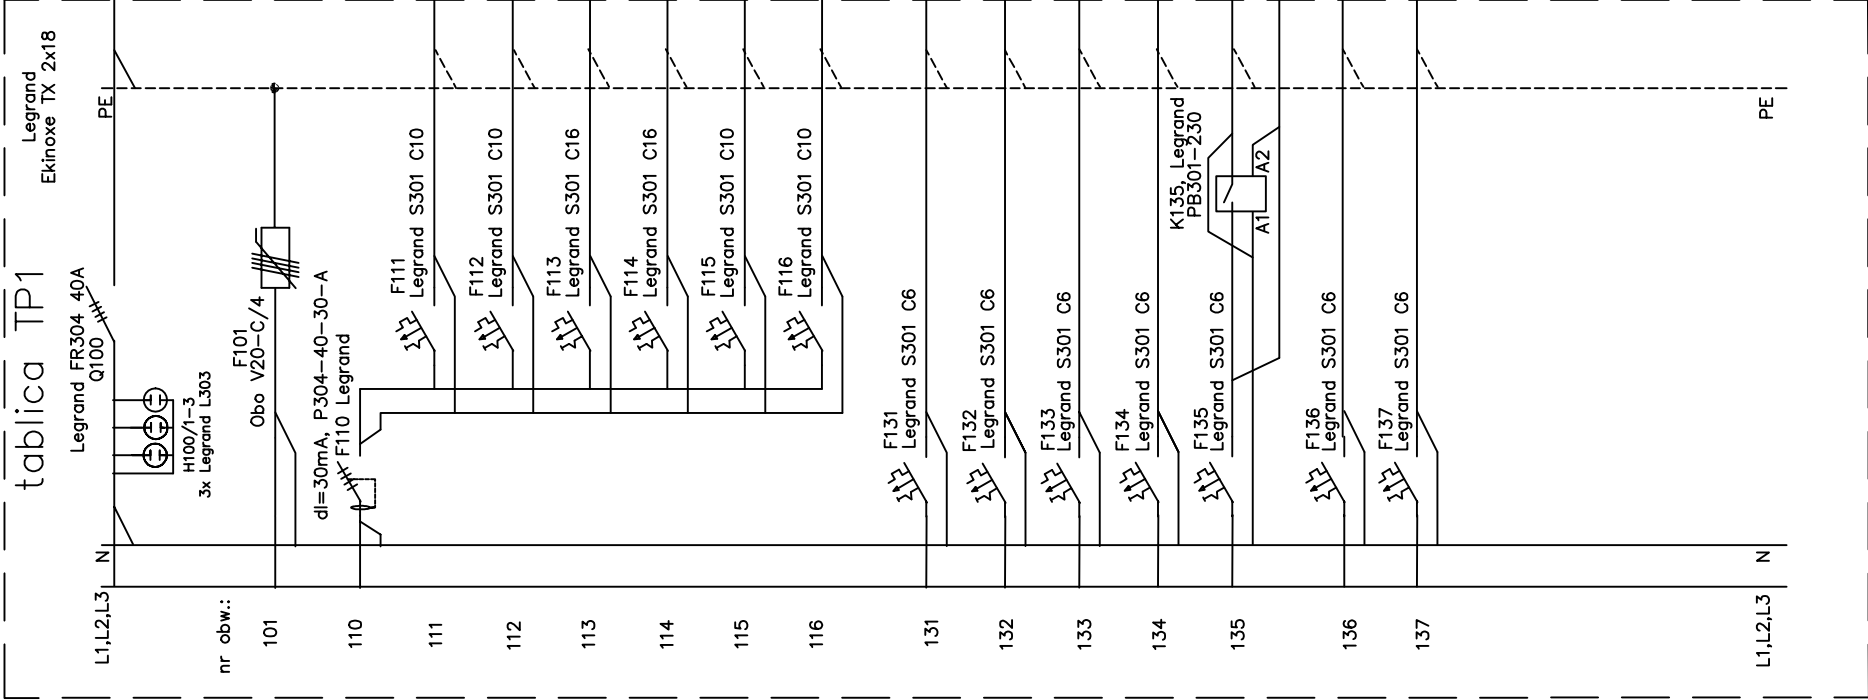 tablica TP1
Legrand
Ekinoxe TX 2x18
Legrand FR304 40A
Q100
H100/1-3
3x Legrand L303
PE
N
L1,L2,L3
nr obw.:
F101
Obo V20-C/4
101
dI=30mA, P304-40-30-A
F110 Legrand
110
F111
Legrand S301 C10
111
F112
Legrand S301 C10
112
F113
Legrand S301 C16
113
F114
Legrand S301 C16
114
F115
Legrand S301 C10
115
F116
Legrand S301 C10
116
F131
Legrand S301 C6
131
F132
Legrand S301 C6
132
F133
Legrand S301 C6
133
F134
Legrand S301 C6
134
K135, Legrand
PB301-230
A1
A2
F135
Legrand S301 C6
135
F136
Legrand S301 C6
136
F137
Legrand S301 C6
137
PE
N
L1,L2,L3